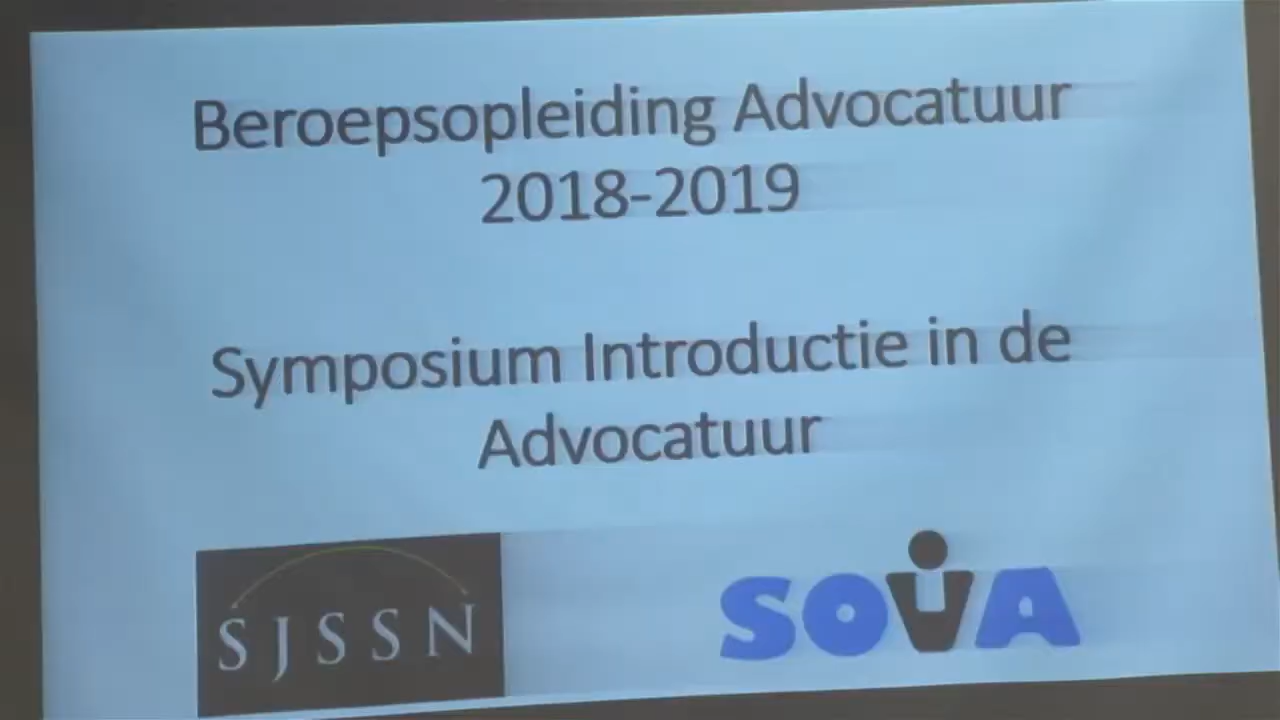 Beroepsopleiding Advocatuur
2018-2019
Symposium Introductie in de
Advocatuur
SJSSN
SOVA